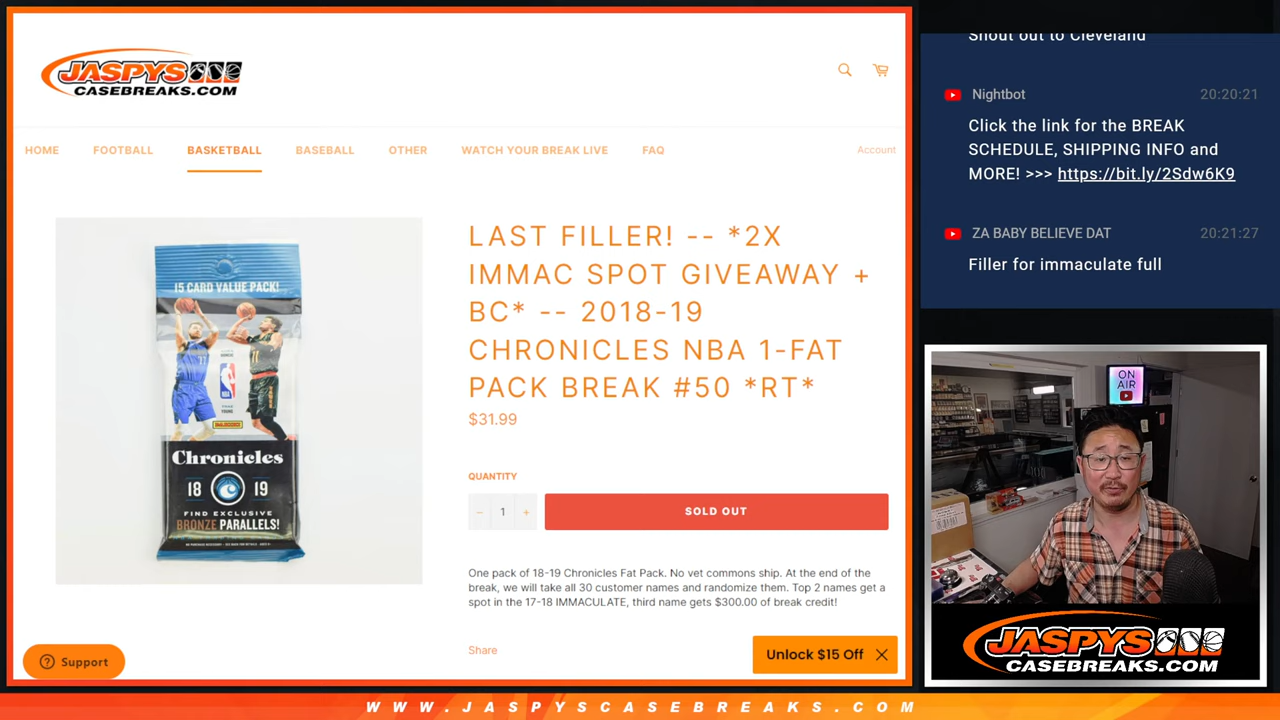 JASPYS
CASEBREAKS.COM
HOME
FOOTBALL
BASKETBALL
BASEBALL
OTHER
WATCH YOUR BREAK LIVE
FAQ
Account
15 CARD VALUE PACK!
Chronicles
18 19
FIND EXCLUSIVE
BRONZE PARALLELS!
LAST FILLER! -- *2X
IMMAC SPOT GIVEAWAY +
BC* -- 2018-19
CHRONICLES NBA 1-FAT
PACK BREAK #50 *RT*
$31.99
QUANTITY
− 1 +
SOLD OUT
One pack of 18-19 Chronicles Fat Pack. No vet commons ship. At the end of the
break, we will take all 30 customer names and randomize them. Top 2 names get a
spot in the 17-18 IMMACULATE, third name gets $300.00 of break credit!
Share
Support
Unlock $15 Off
Shout out to Cleveland
Nightbot 20:20:21
Click the link for the BREAK
SCHEDULE, SHIPPING INFO and
MORE! >>> https://bit.ly/2Sdw6K9
ZA BABY BELIEVE DAT 20:21:27
Filler for immaculate full
ON
AIR
JASPYS
CASEBREAKS.COM
WWW.JASPYSCASEBREAKS.COM